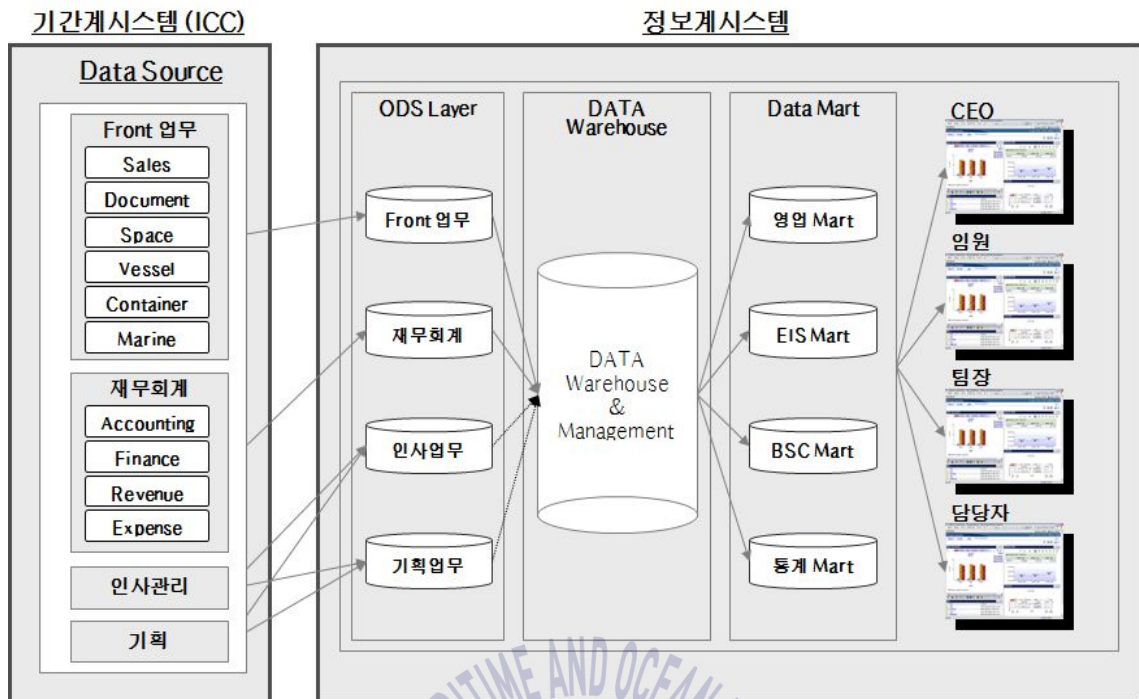 기간계시스템 (ICC)
정보계시스템
Data Source
Front 업무
Sales
Document
Space
Vessel
Container
Marine
재무회계
Accounting
Finance
Revenue
Expense
인사관리
기획
ODS Layer
Front 업무
재무회계
인사업무
기획업무
DATA
Warehouse
DATA
Warehouse
&
Management
Data Mart
영업 Mart
EIS Mart
BSC Mart
통계 Mart
CEO
임원
팀장
담당자
TIME AND OCEAN